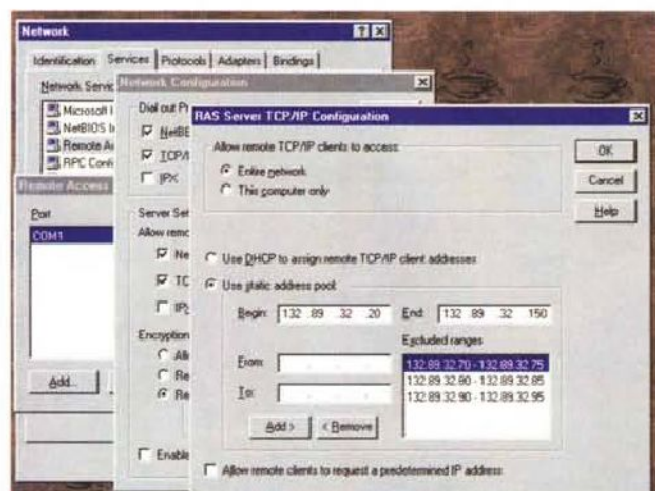 Network
Identification Services Protocols Adapters Bindings
Network Servic
Microsoft
NetBIOS In
Remote Ac
RPC Confi
Network Configuration
Dial out Pr
NetBE
TCP/I
IPX
Server Set
Allow remo
Ne
TC
IP
Encryption
Re
Re
Enable
Remote Access
Port
COM1
Add...
RAS Server TCP/IP Configuration
Allow remote TCP/IP clients to access:
Entire network
This computer only
OK
Cancel
Help
Use DHCP to assign remote TCP/IP client addresses
Use static address pool:
Begin: 132 .89 .32 .20 End: 132 .89 .32 .150
Excluded ranges
From:
To:
132.89.32.70 - 132.89.32.75
132.89.32.80 - 132.89.32.85
132.89.32.90 - 132.89.32.95
Add > < Remove
Allow remote clients to request a predetermined IP address